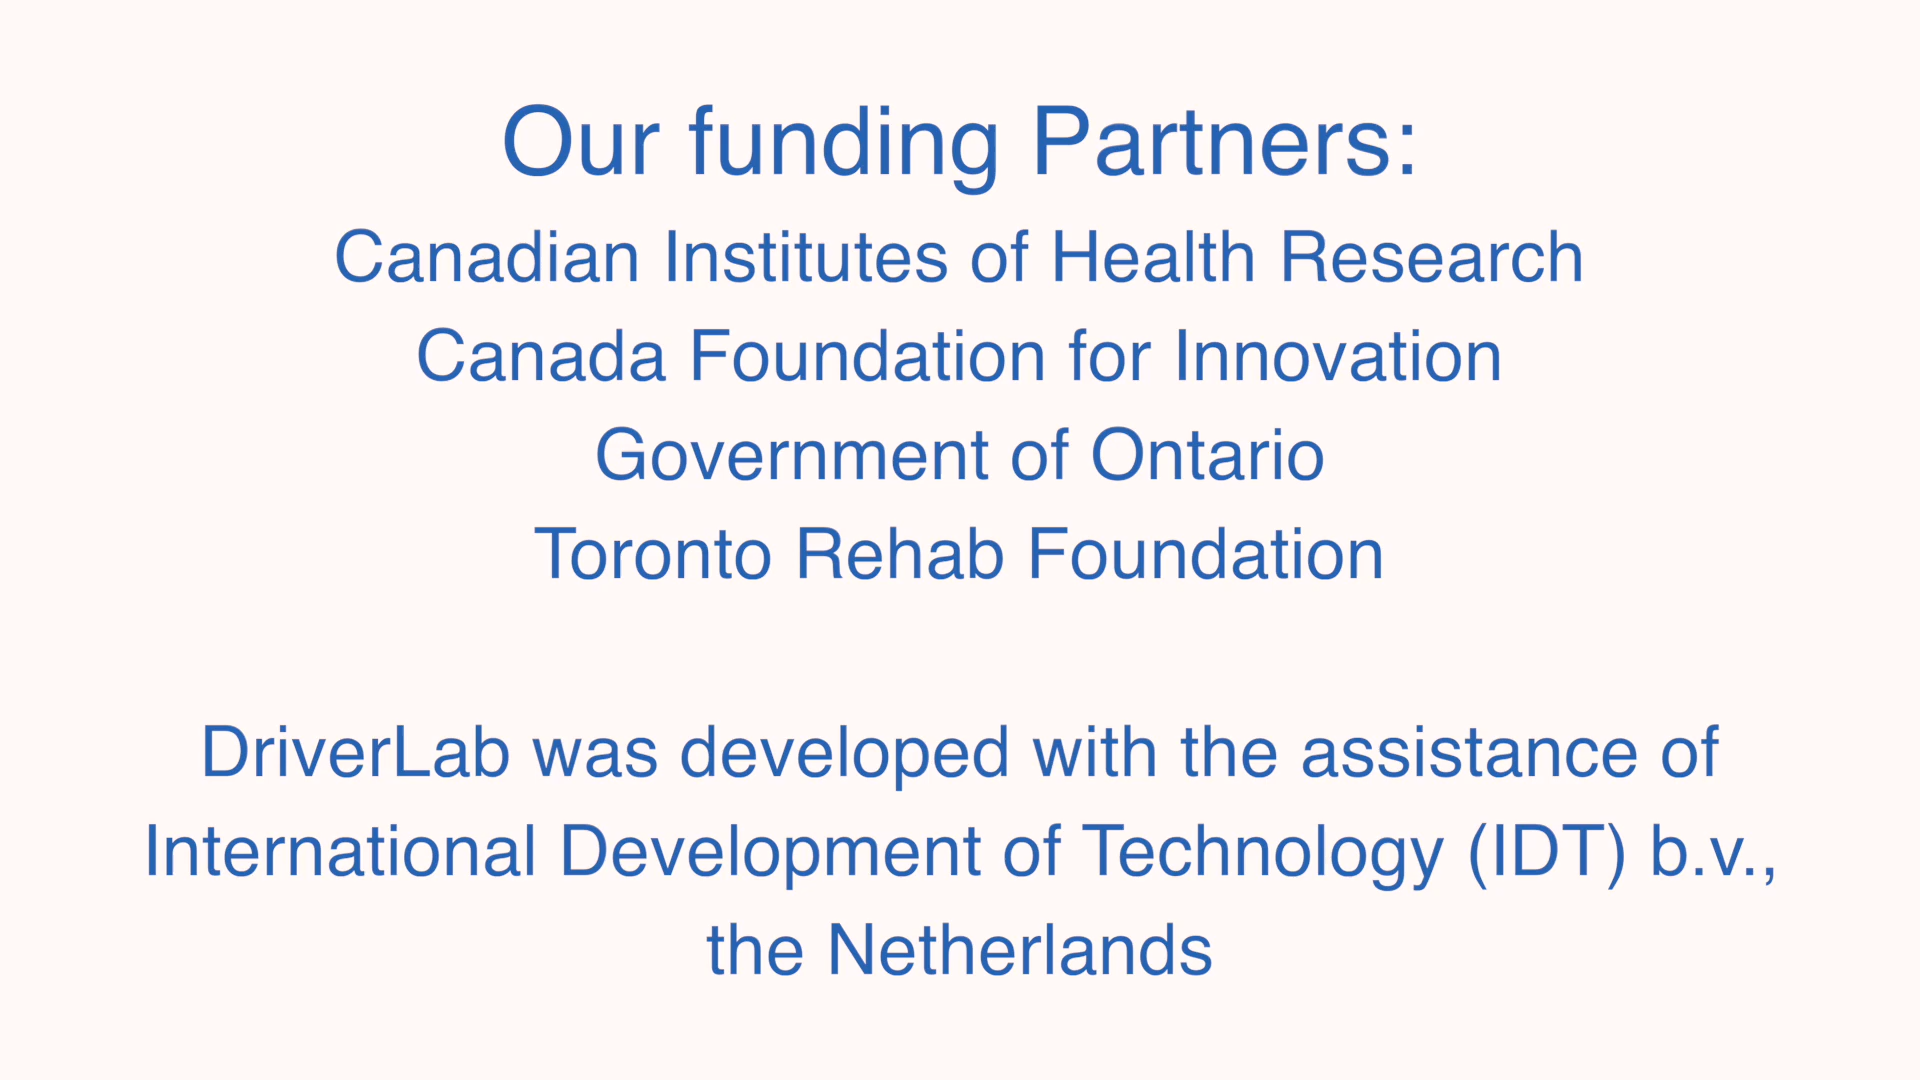 Our funding Partners:
Canadian Institutes of Health Research
Canada Foundation for Innovation
Government of Ontario
Toronto Rehab Foundation
DriverLab was developed with the assistance of
International Development of Technology (IDT) b.v.,
the Netherlands